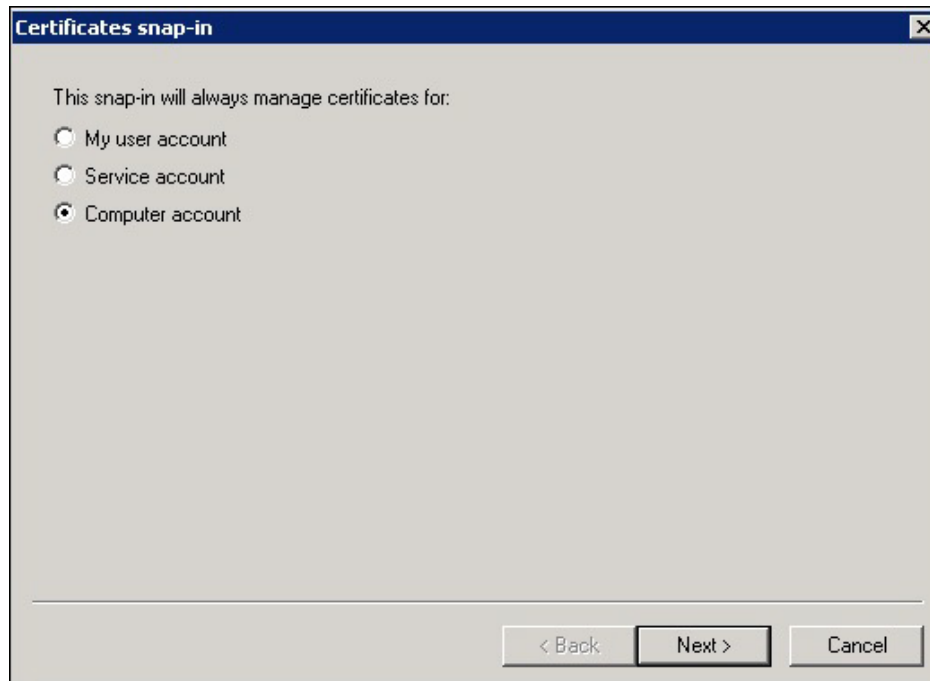 Certificates snap-in
This snap-in will always manage certificates for:
My user account
Service account
Computer account
< Back
Next >
Cancel